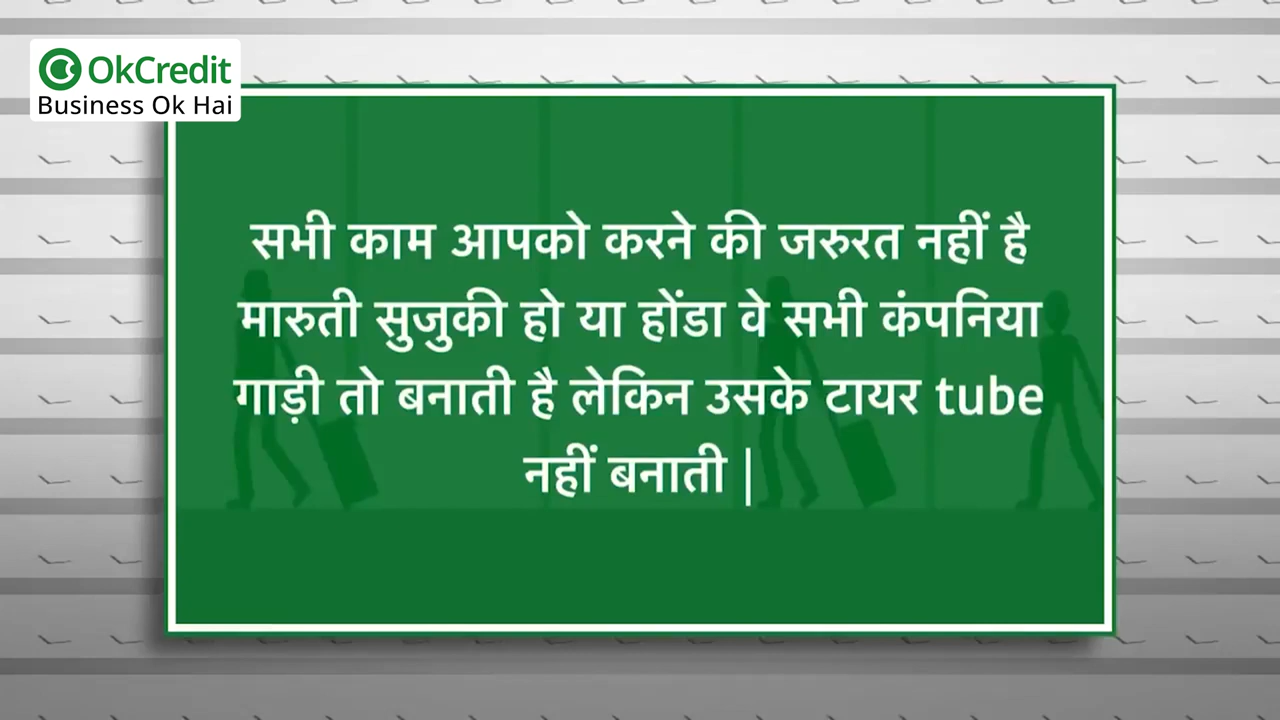 OkCredit
Business Ok Hai
सभी काम आपको करने की जरुरत नहीं है
मारुती सुजुकी हो या होंडा वे सभी कंपनिया
गाड़ी तो बनाती है लेकिन उसके टायर tube
नहीं बनाती |